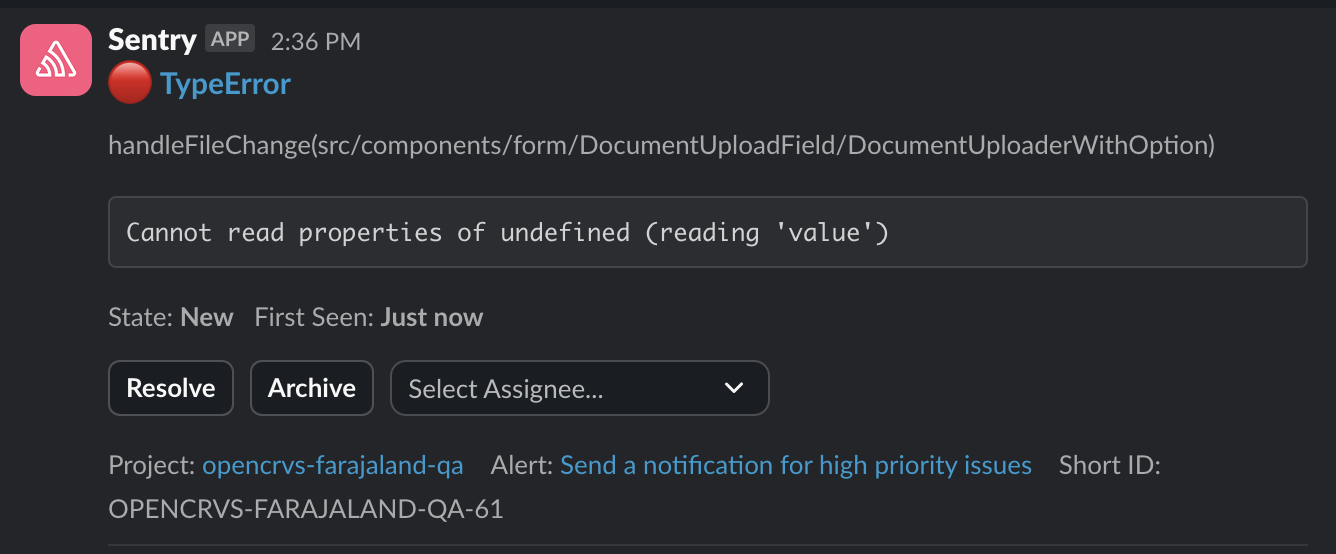 Sentry APP 2:36 PM
TypeError
handleFileChange(src/components/form/DocumentUploadField/DocumentUploaderWithOption)
Cannot read properties of undefined (reading 'value')
State: New First Seen: Just now
Resolve Archive Select Assignee...
Project: opencrvs-farajaland-qa Alert: Send a notification for high priority issues Short ID:
OPENCRVS-FARAJALAND-QA-61